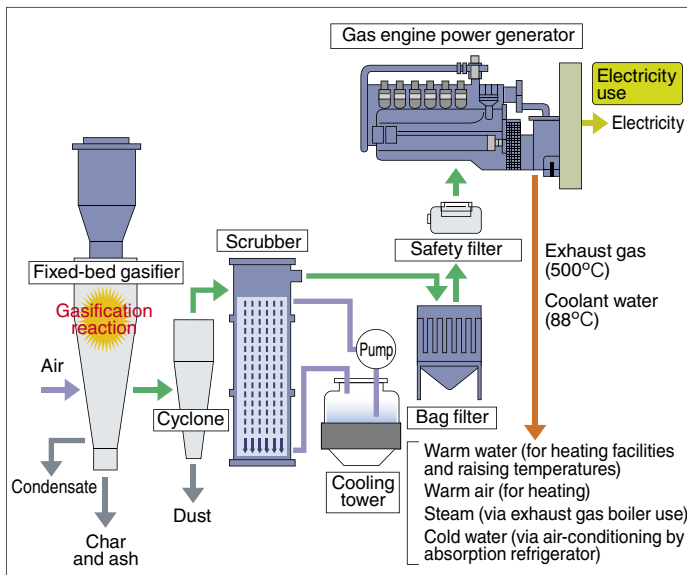 Gas engine power generator
Electricity
use
Electricity
Scrubber
Safety filter
Fixed-bed gasifier
Gasification
reaction
Exhaust gas
(500°C)
Coolant water
(88°C)
Air
Pump
Cyclone
Bag filter
Condensate
Cooling
tower
Dust
Char
and ash
Warm water (for heating facilities
and raising temperatures)
Warm air (for heating)
Steam (via exhaust gas boiler use)
Cold water (via air-conditioning by
absorption refrigerator)